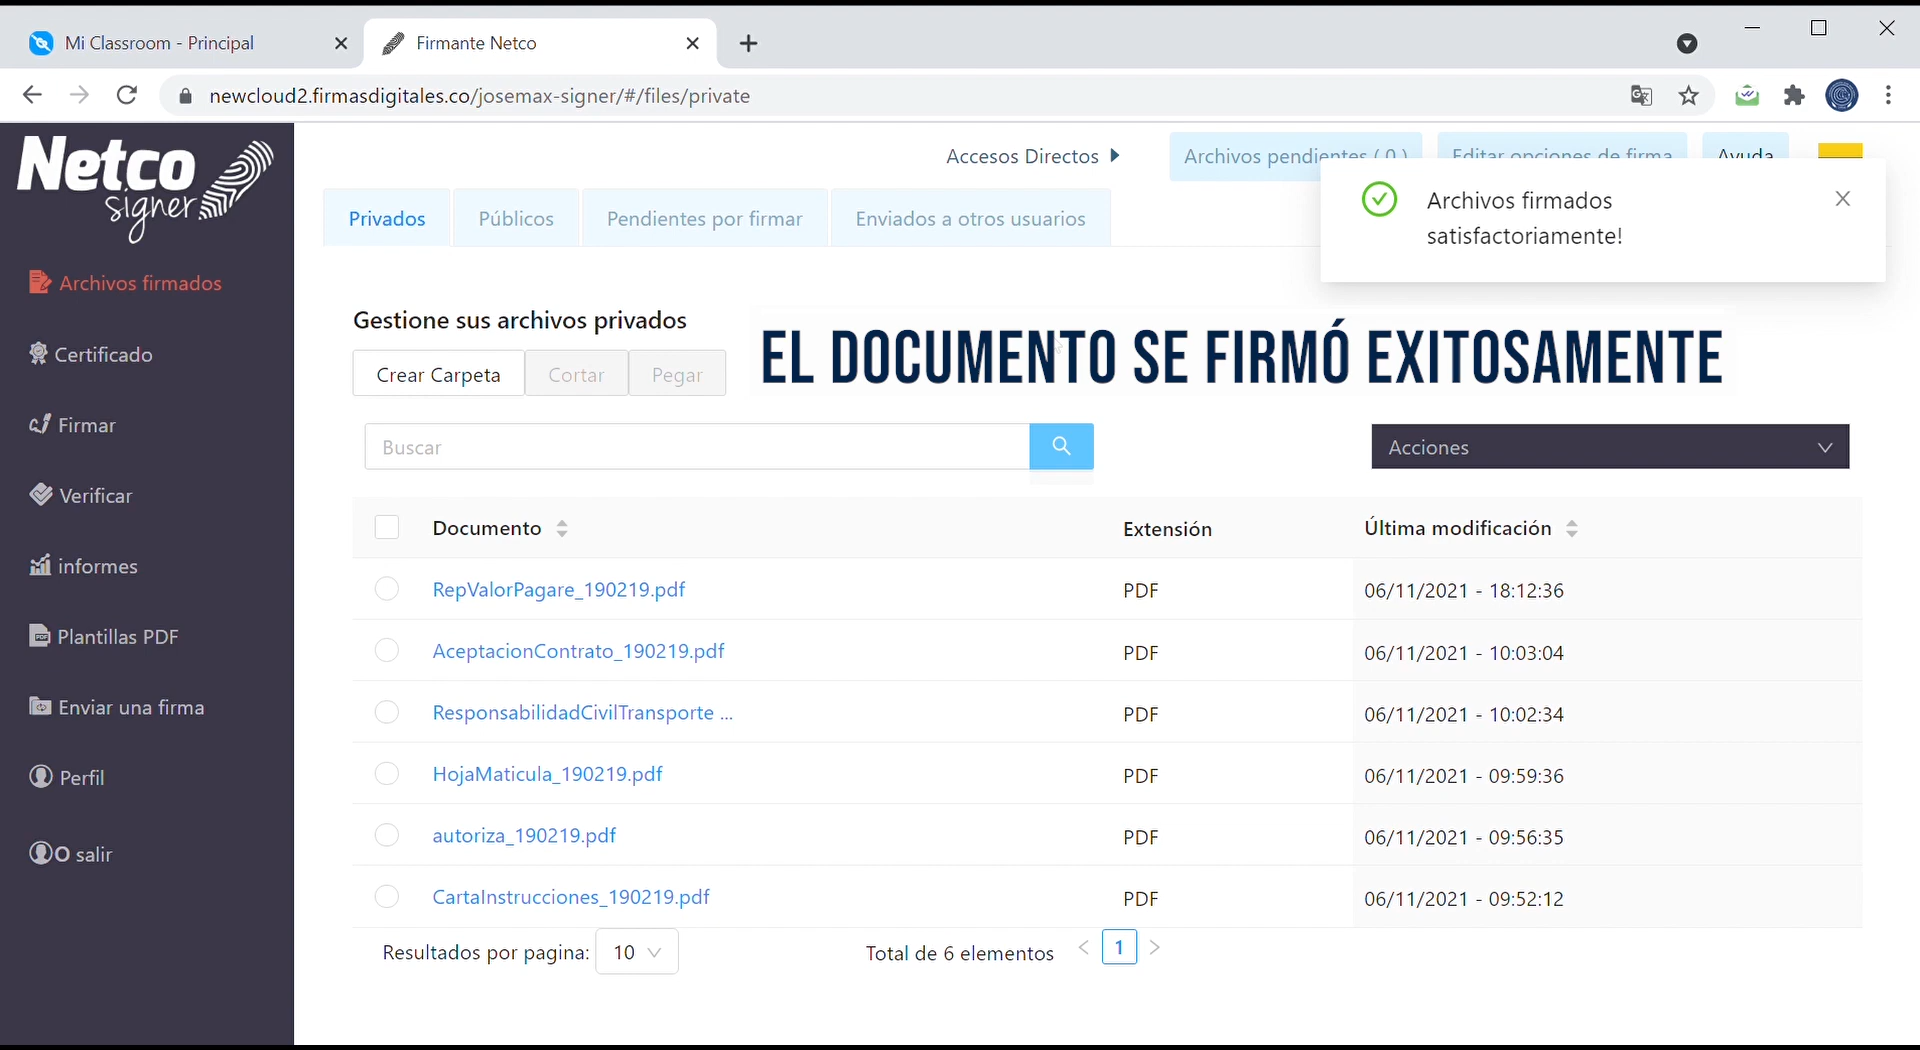 Mi Classroom - Principal
Firmante Netco
newcloud2.firmasdigitales.co/josemax-signer/#/files/private
Netco
signer
Accesos Directos
Archivos pendientes ( 0 )
Editar opciones de firma
Ayuda
Archivos firmados
satisfactoriamente!
Privados
Públicos
Pendientes por firmar
Enviados a otros usuarios
Archivos firmados
Certificado
Firmar
Verificar
informes
Plantillas PDF
Enviar una firma
Perfil
O salir
Gestione sus archivos privados
EL DOCUMENTO SE FIRMÓ EXITOSAMENTE
Crear Carpeta
Cortar
Pegar
Buscar
Acciones
Documento Extensión Última modificación
RepValorPagare_190219.pdf PDF 06/11/2021 - 18:12:36
AceptacionContrato_190219.pdf PDF 06/11/2021 - 10:03:04
ResponsabilidadCivilTransporte ... PDF 06/11/2021 - 10:02:34
HojaMaticula_190219.pdf PDF 06/11/2021 - 09:59:36
autoriza_190219.pdf PDF 06/11/2021 - 09:56:35
CartaInstrucciones_190219.pdf PDF 06/11/2021 - 09:52:12
Resultados por pagina: 10
Total de 6 elementos
1